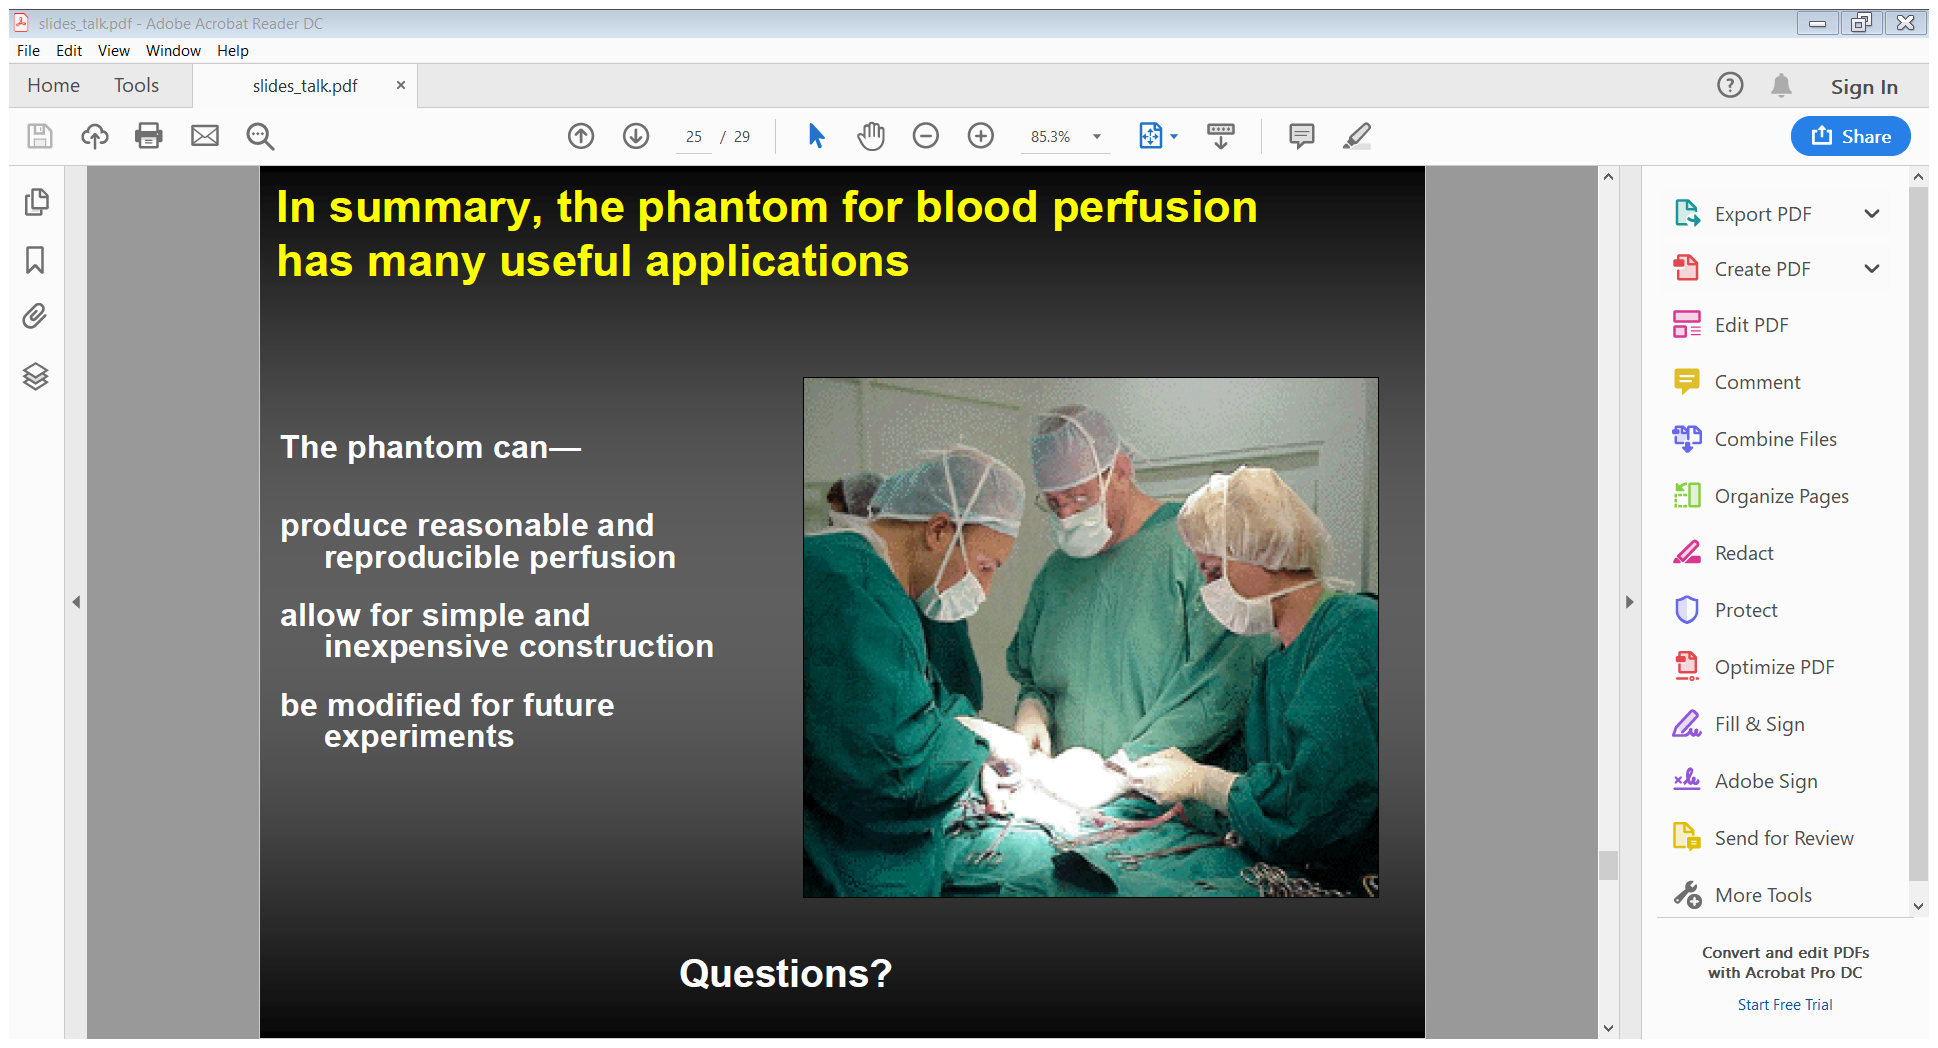 slides_talk.pdf - Adobe Acrobat Reader DC
File Edit View Window Help
Home Tools slides_talk.pdf × Sign In
25 / 29 85.3% Share
In summary, the phantom for blood perfusion
has many useful applications
The phantom can—
produce reasonable and
reproducible perfusion
allow for simple and
inexpensive construction
be modified for future
experiments
Questions?
Export PDF
Create PDF
Edit PDF
Comment
Combine Files
Organize Pages
Redact
Protect
Optimize PDF
Fill & Sign
Adobe Sign
Send for Review
More Tools
Convert and edit PDFs
with Acrobat Pro DC
Start Free Trial